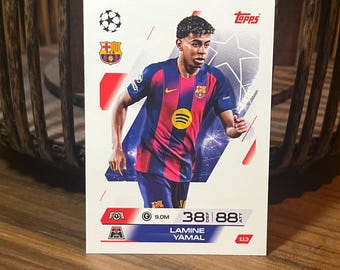 Topps
9.0M
38 DEF 88 ATT
LAMINE
YAMAL
113